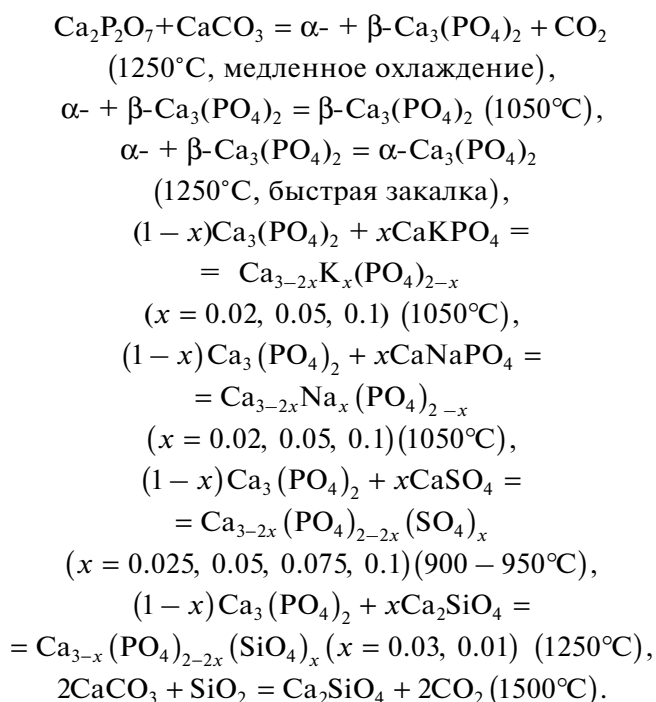 Ca₂P₂O₇+CaCO₃ = α- + β-Ca₃(PO₄)₂ + CO₂
(1250°C, медленное охлаждение),
α- + β-Ca₃(PO₄)₂ = β-Ca₃(PO₄)₂ (1050°C),
α- + β-Ca₃(PO₄)₂ = α-Ca₃(PO₄)₂
(1250°C, быстрая закалка),
(1 − x)Ca₃(PO₄)₂ + xCaKPO₄ =
= Ca₃₋₂ₓKₓ(PO₄)₂₋ₓ
(x = 0.02, 0.05, 0.1) (1050°C),
(1 − x)Ca₃(PO₄)₂ + xCaNaPO₄ =
= Ca₃₋₂ₓNaₓ(PO₄)₂₋ₓ
(x = 0.02, 0.05, 0.1)(1050°C),
(1 − x)Ca₃(PO₄)₂ + xCaSO₄ =
= Ca₃₋₂ₓ(PO₄)₂₋₂ₓ(SO₄)ₓ
(x = 0.025, 0.05, 0.075, 0.1)(900 − 950°C),
(1 − x)Ca₃(PO₄)₂ + xCa₂SiO₄ =
= Ca₃₋ₓ(PO₄)₂₋₂ₓ(SiO₄)ₓ(x = 0.03, 0.01) (1250°C),
2CaCO₃ + SiO₂ = Ca₂SiO₄ + 2CO₂(1500°C).